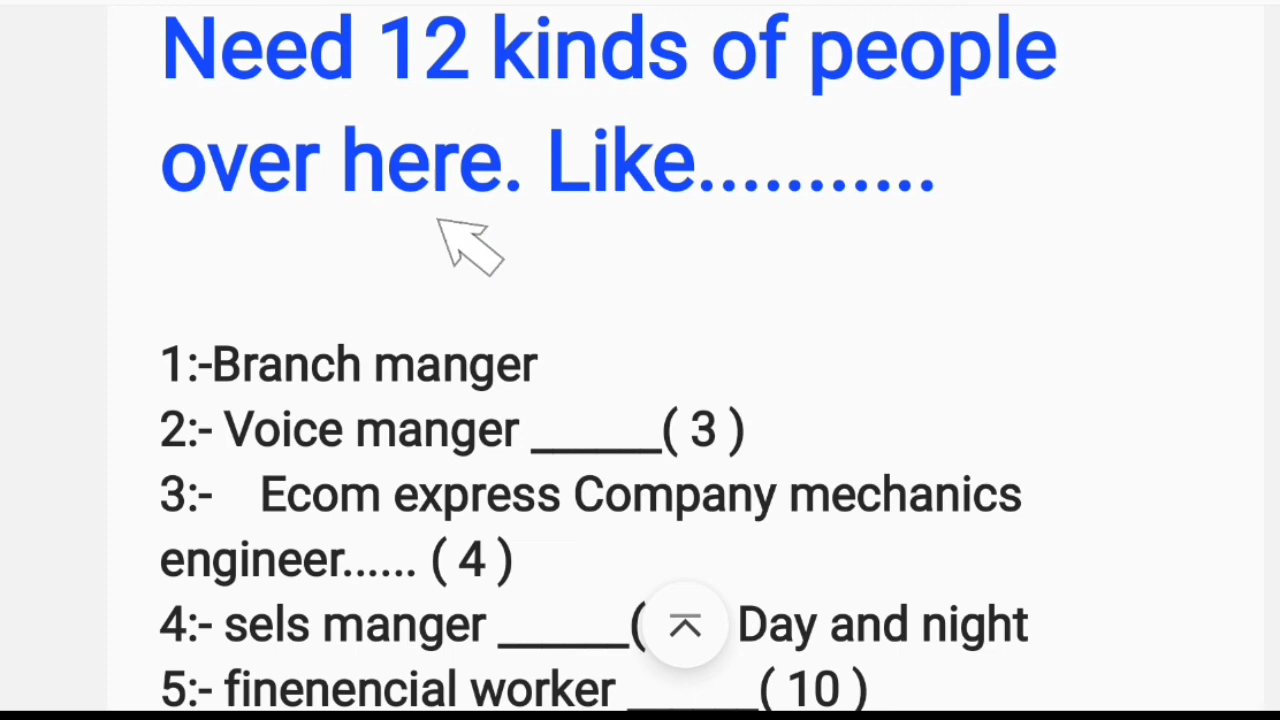 Need 12 kinds of people
over here. Like...........
1:-Branch manger
2:- Voice manger ______( 3 )
3:- Ecom express Company mechanics
engineer...... ( 4 )
4:- sels manger ______( Day and night
5:- finenencial worker ______( 10 )